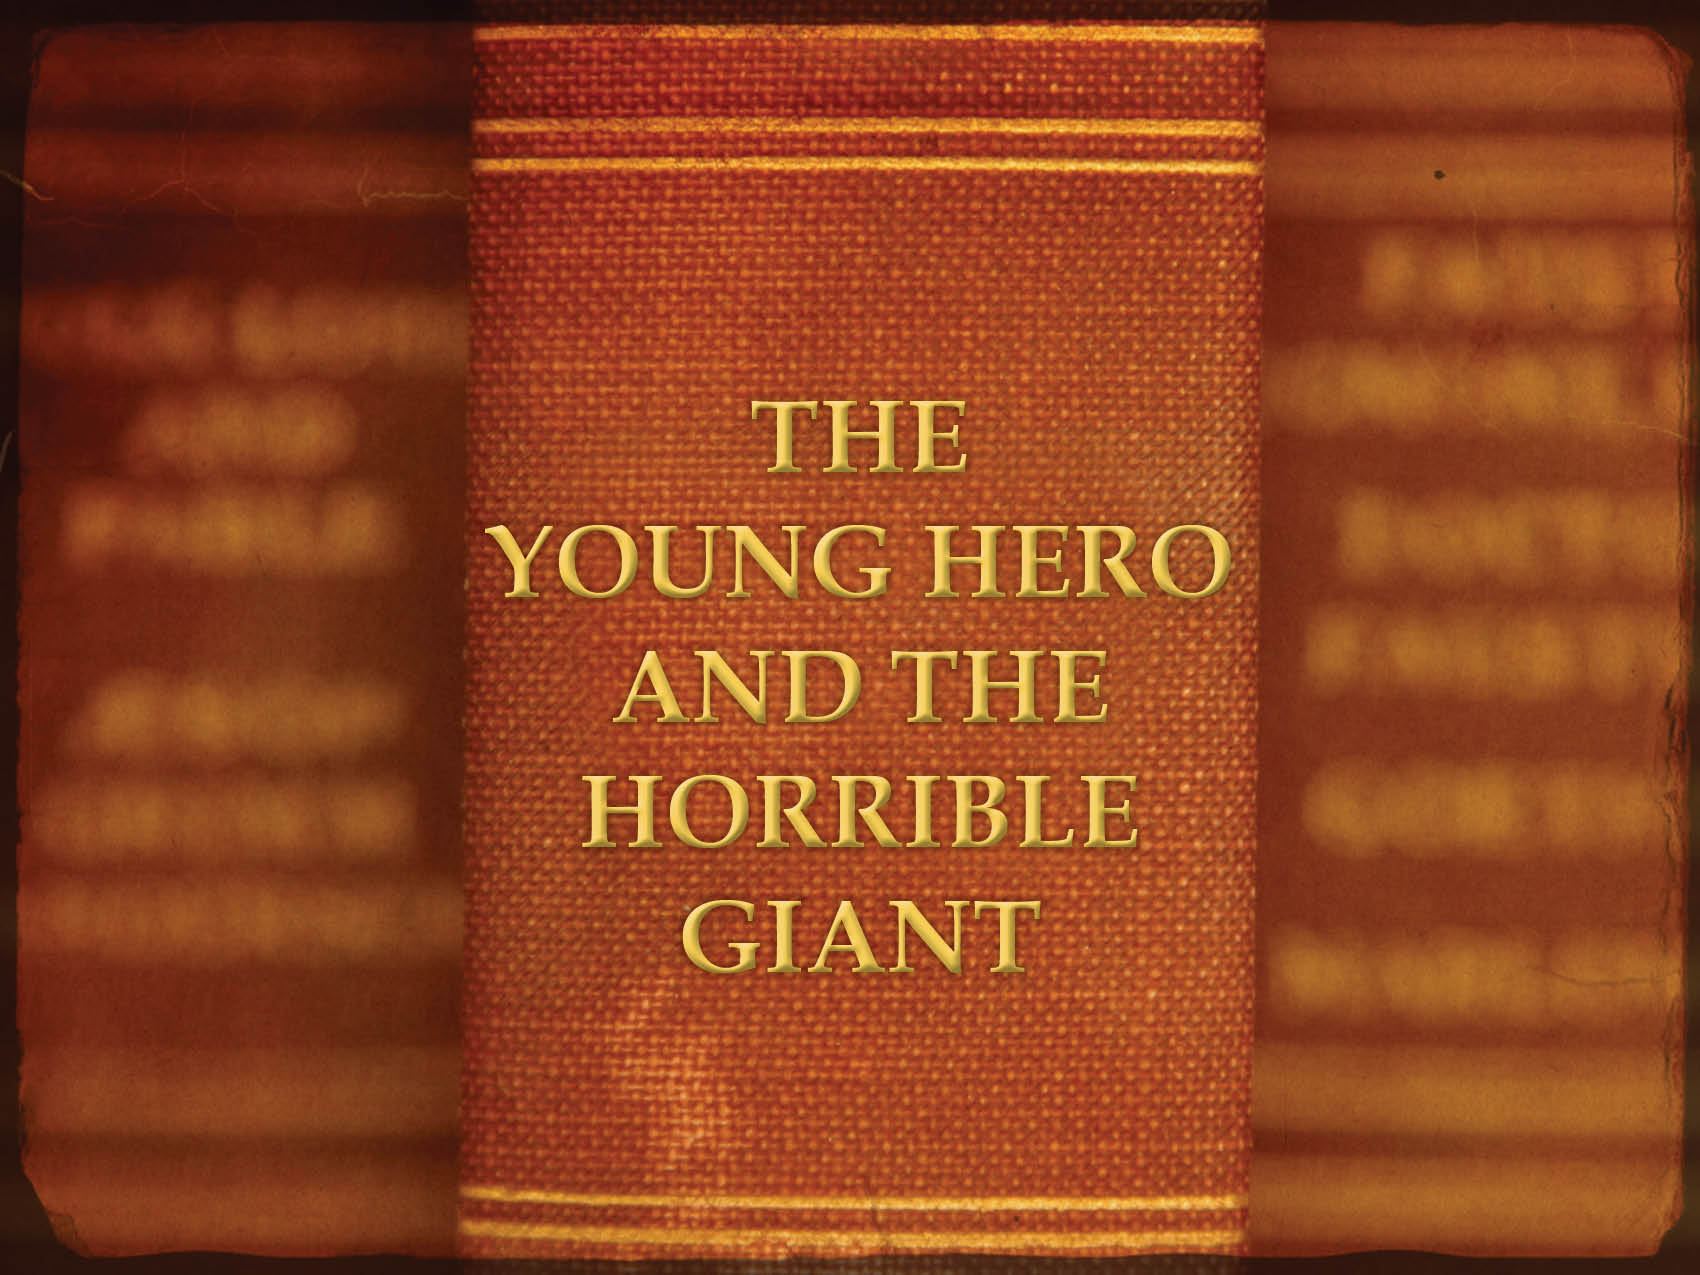 THE
YOUNG HERO
AND THE
HORRIBLE
GIANT